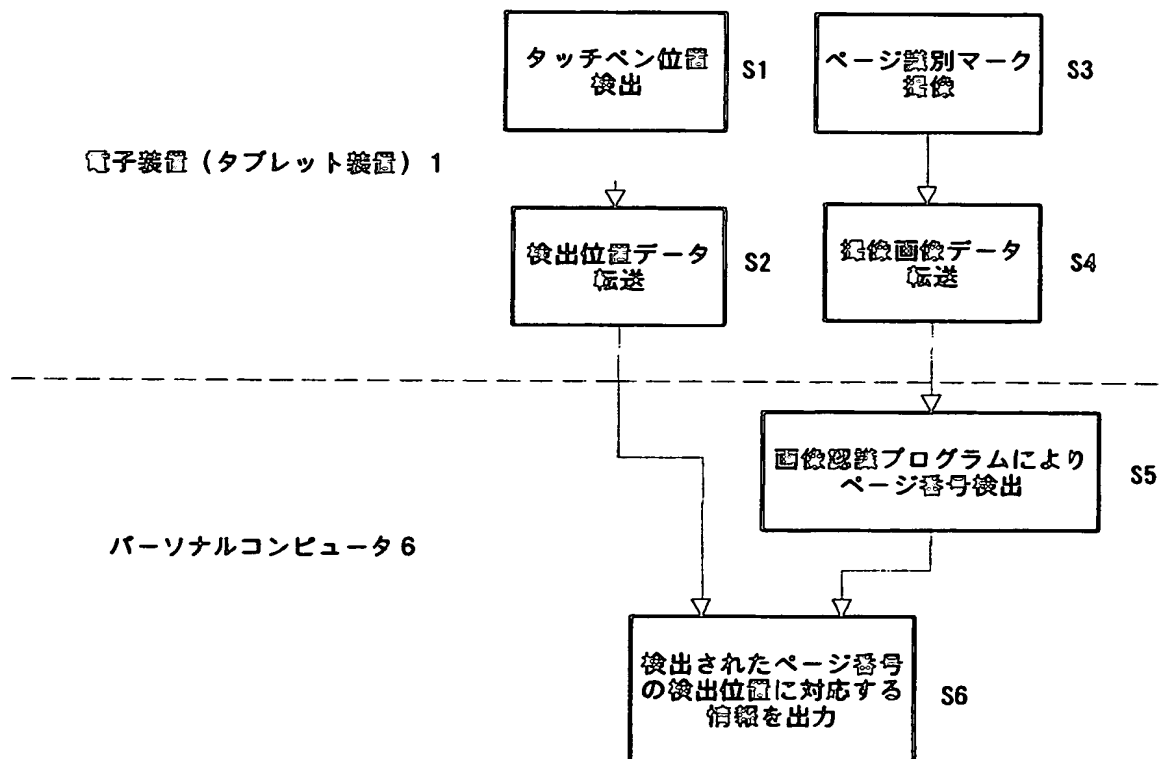 タッチペン位置
検出
S1
ページ識別マーク
撮像
S3
電子装置（タブレット装置）1
検出位置データ
転送
S2
撮像画像データ
転送
S4
画像認識プログラムにより
ページ番号検出
S5
パーソナルコンピュータ6
検出されたページ番号
の検出位置に対応する
情報を出力
S6